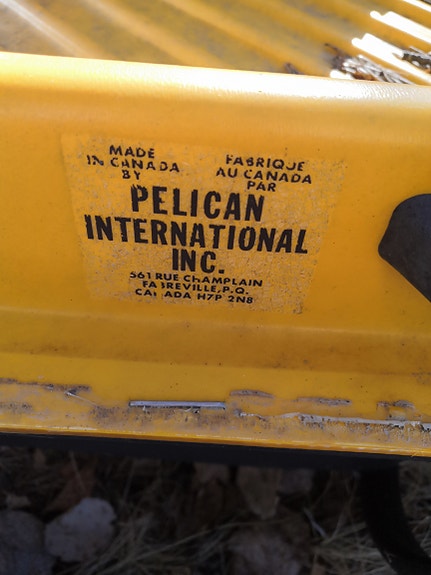 MADE
IN CANADA
BY
FABRIQUE
AU CANADA
PAR
PELICAN
INTERNATIONAL
INC.
561 RUE CHAMPLAIN
FABREVILLE, P.Q.
CANADA H7P 2N8